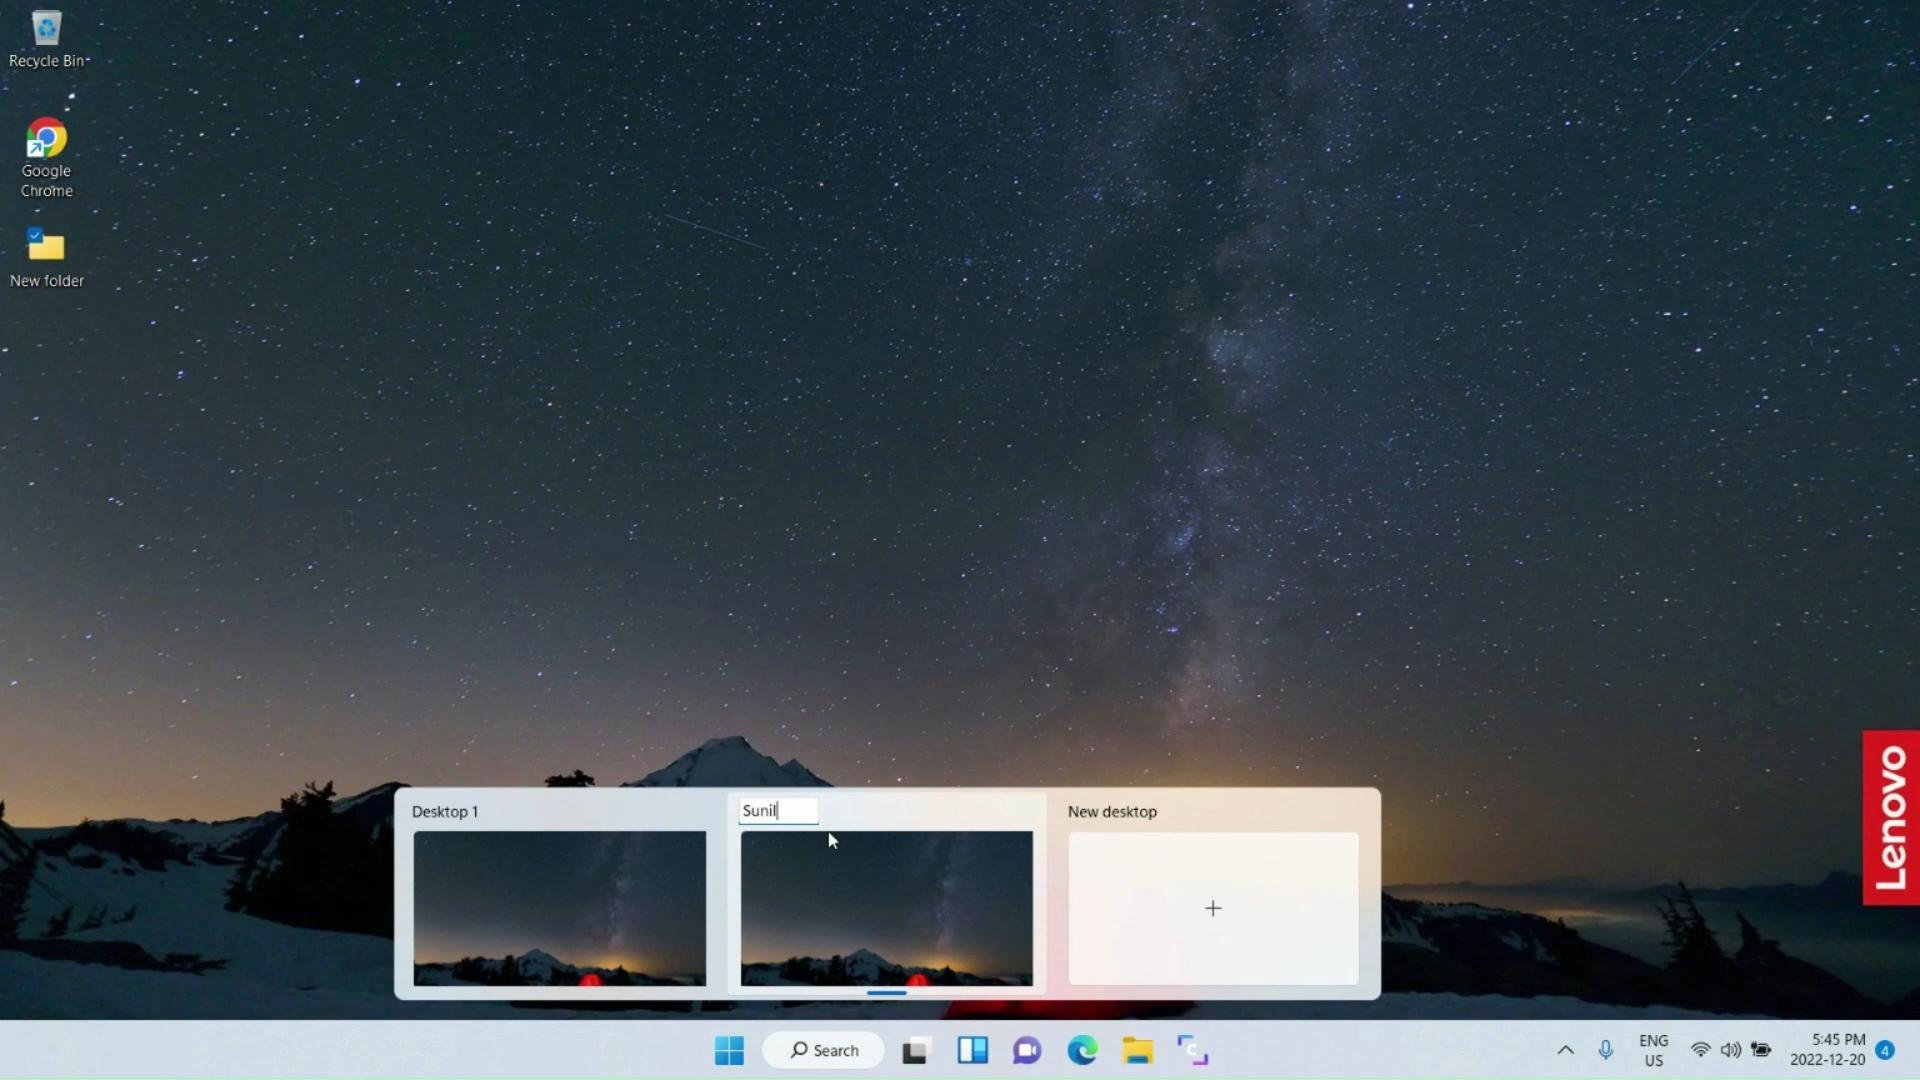 Recycle Bin
Google
Chrome
New folder
Lenovo
Desktop 1
Sunil
New desktop
Search
ENG
US
5:45 PM
2022-12-20
4